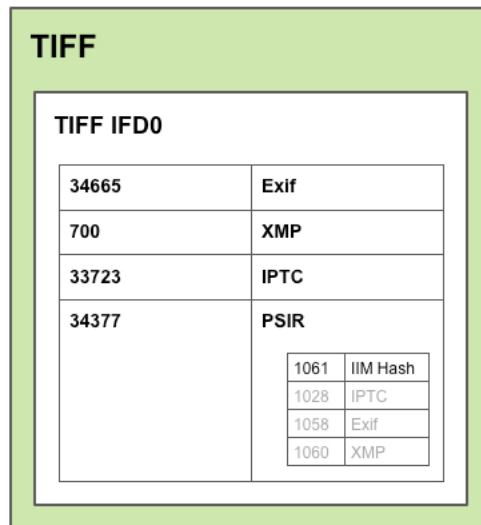 TIFF
TIFF IFD0
34665 Exif
700 XMP
33723 IPTC
34377 PSIR
1061 IIM Hash
1028 IPTC
1058 Exif
1060 XMP